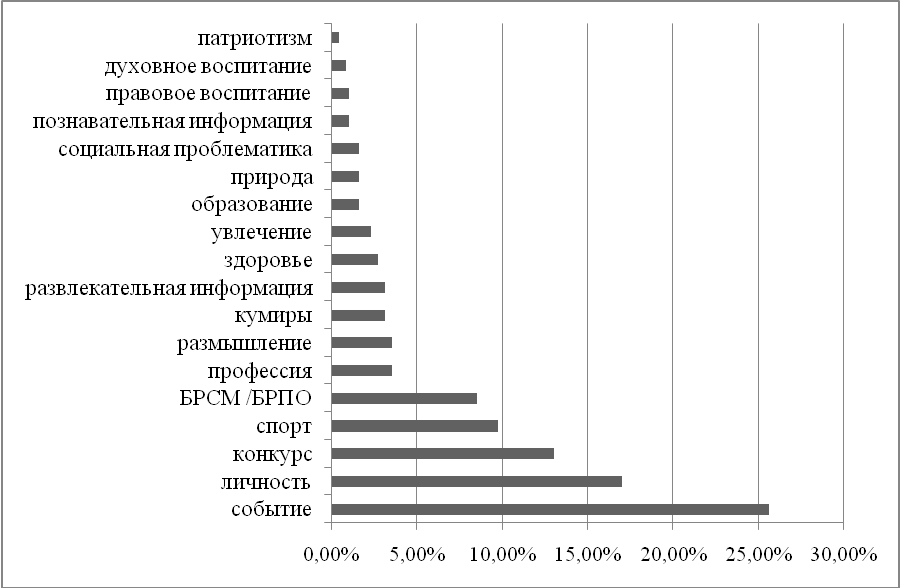 патриотизм
духовное воспитание
правовое воспитание
познавательная информация
социальная проблематика
природа
образование
увлечение
здоровье
развлекательная информация
кумиры
размышление
профессия
БРСМ /БРПО
спорт
конкурс
личность
событие
0,00% 5,00% 10,00% 15,00% 20,00% 25,00% 30,00%